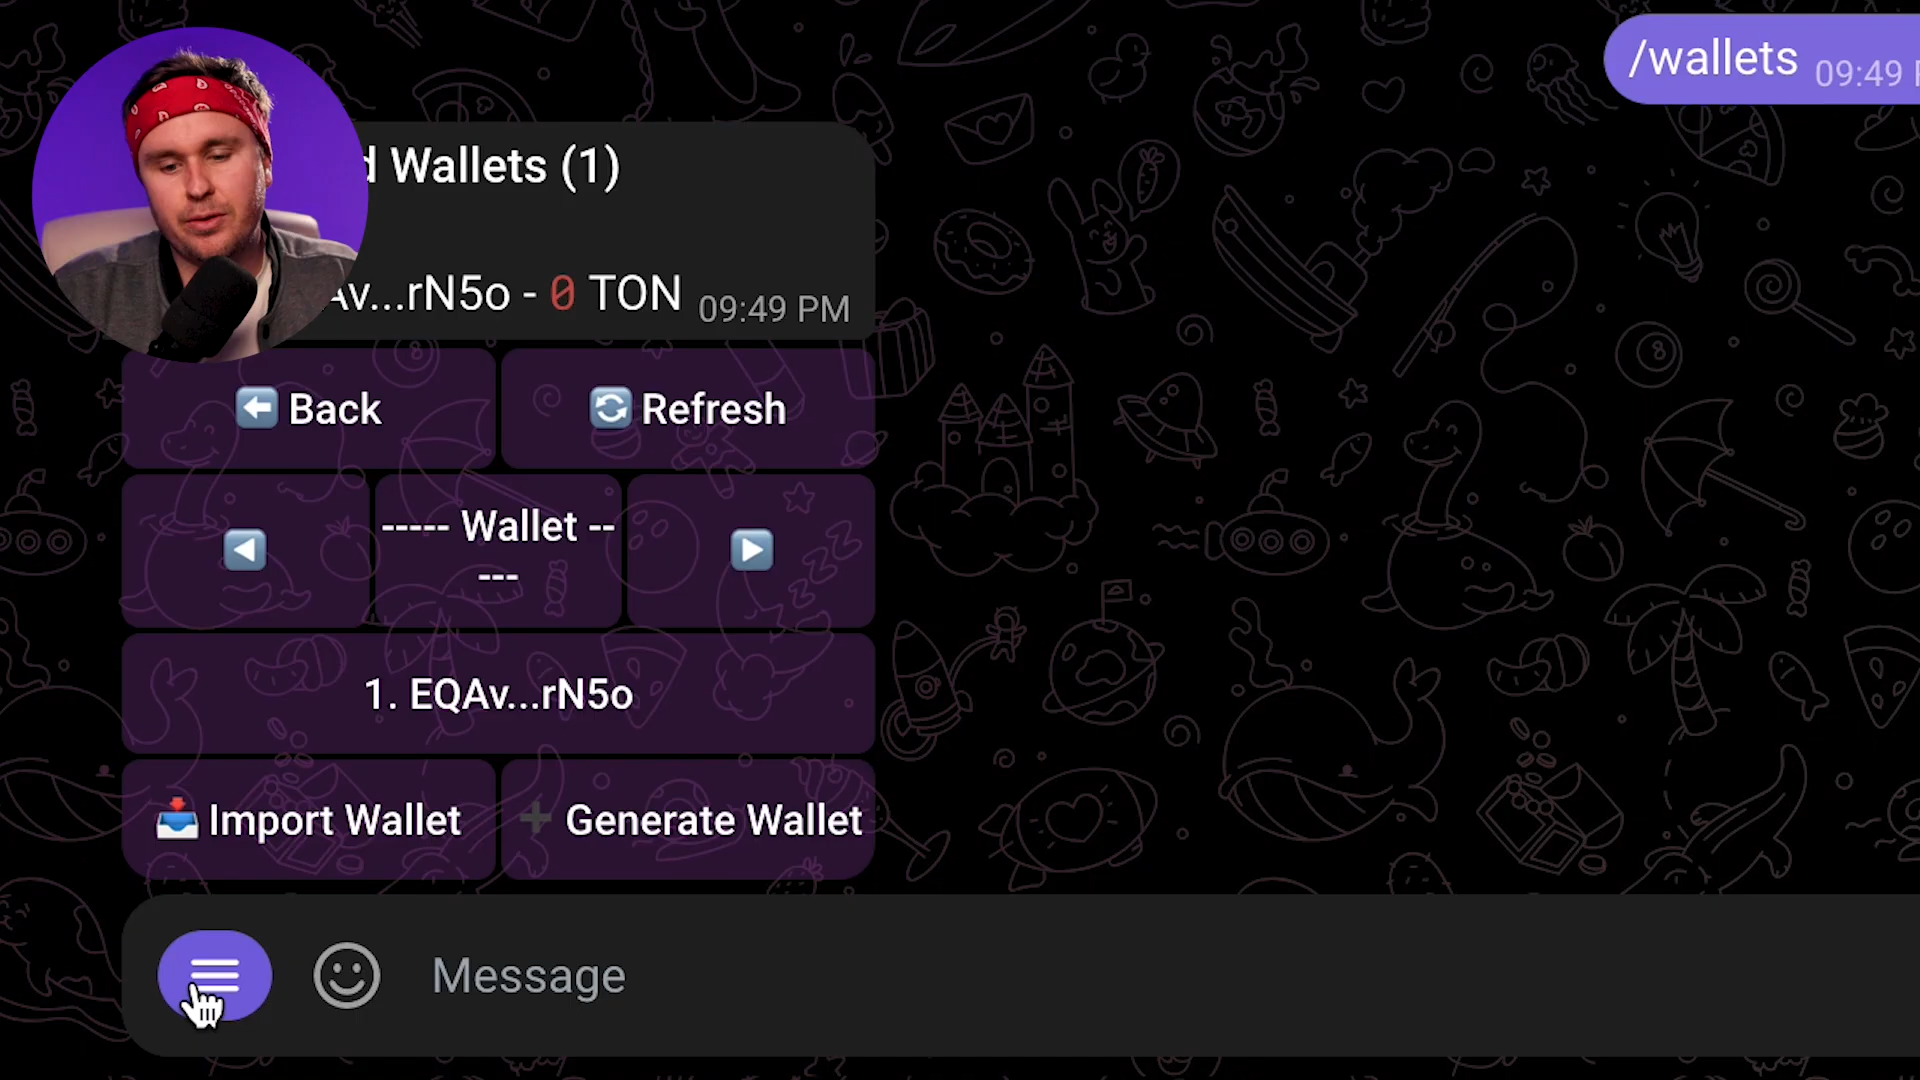 /wallets 09:49
d Wallets (1)
Av...rN5o - 0 TON 09:49 PM
Back
Refresh
----- Wallet --
---
1. EQAv...rN5o
Import Wallet
Generate Wallet
Message